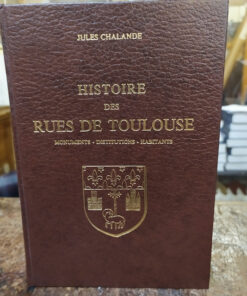 JULES CHALANDE
HISTOIRE
DES
RUES DE TOULOUSE
MONUMENTS - INSTITUTIONS - HABITANTS